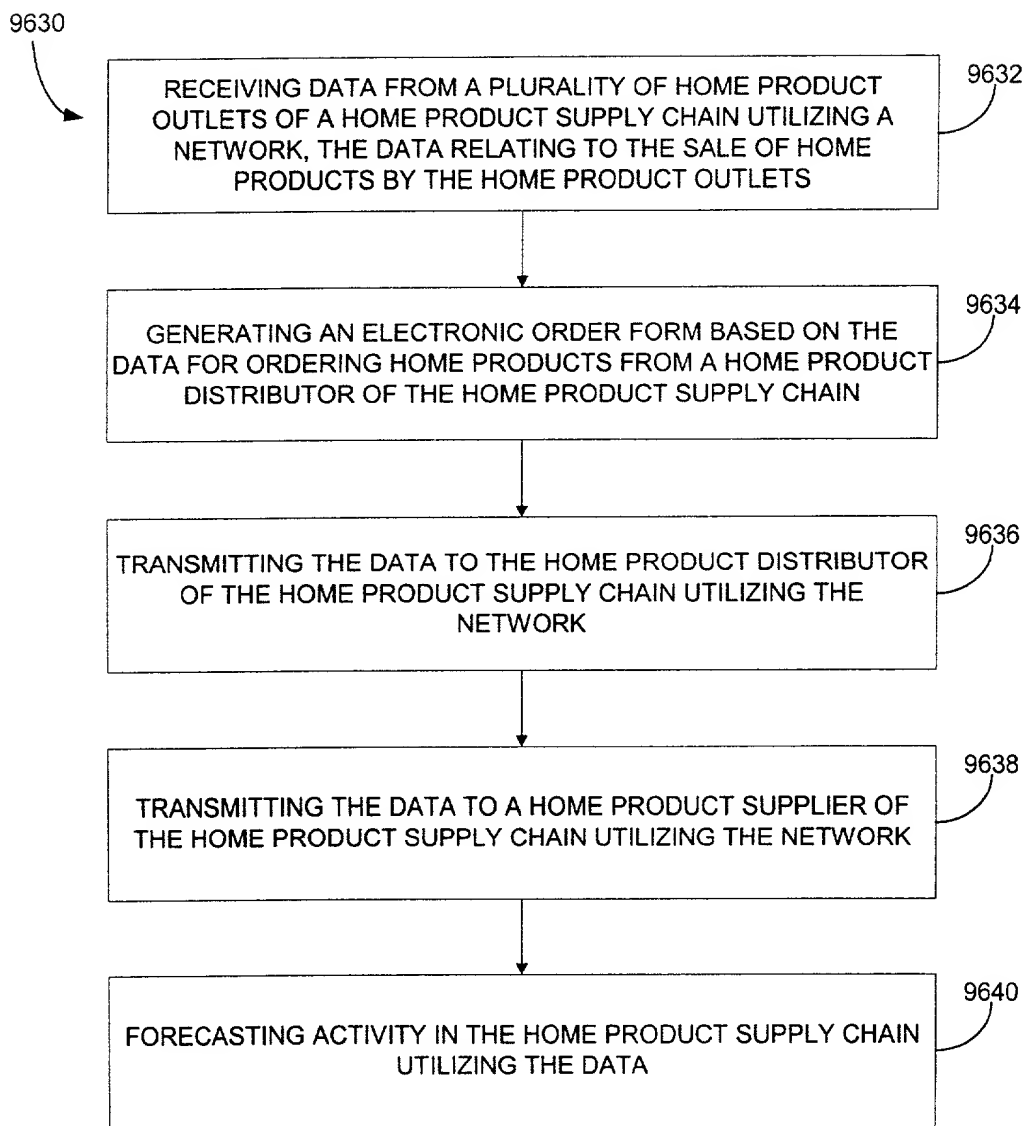 9630
RECEIVING DATA FROM A PLURALITY OF HOME PRODUCT
OUTLETS OF A HOME PRODUCT SUPPLY CHAIN UTILIZING A
NETWORK, THE DATA RELATING TO THE SALE OF HOME
PRODUCTS BY THE HOME PRODUCT OUTLETS
9632
GENERATING AN ELECTRONIC ORDER FORM BASED ON THE
DATA FOR ORDERING HOME PRODUCTS FROM A HOME PRODUCT
DISTRIBUTOR OF THE HOME PRODUCT SUPPLY CHAIN
9634
TRANSMITTING THE DATA TO THE HOME PRODUCT DISTRIBUTOR
OF THE HOME PRODUCT SUPPLY CHAIN UTILIZING THE
NETWORK
9636
TRANSMITTING THE DATA TO A HOME PRODUCT SUPPLIER OF
THE HOME PRODUCT SUPPLY CHAIN UTILIZING THE NETWORK
9638
FORECASTING ACTIVITY IN THE HOME PRODUCT SUPPLY CHAIN
UTILIZING THE DATA
9640